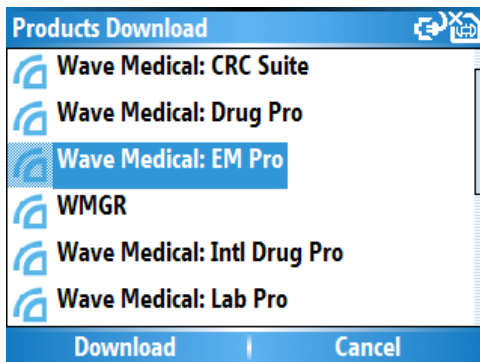 Products Download
Wave Medical: CRC Suite
Wave Medical: Drug Pro
Wave Medical: EM Pro
WMGR
Wave Medical: Intl Drug Pro
Wave Medical: Lab Pro
Download Cancel